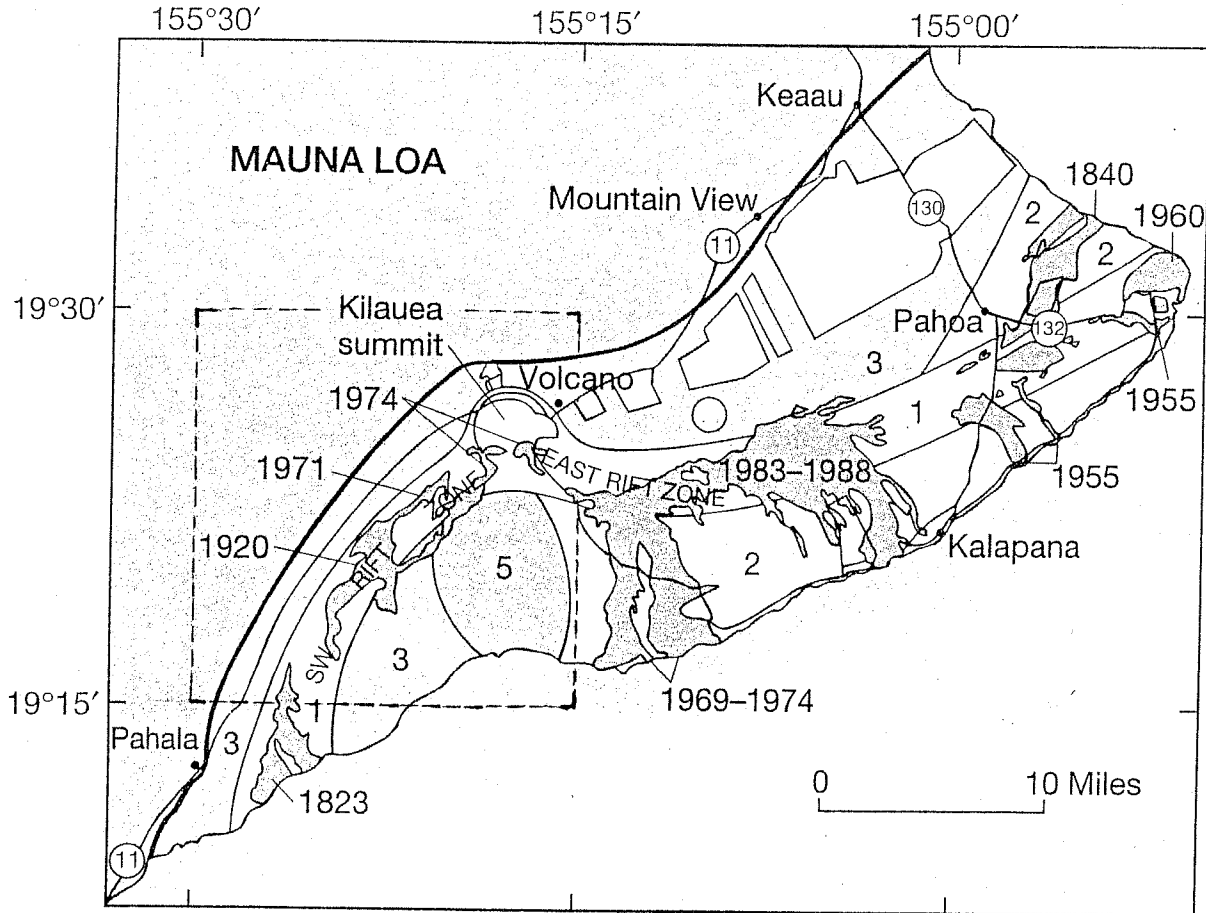 155°30′
155°15′
155°00′
Keaau
MAUNA LOA
1840
Mountain View
130
2
1960
11
2
19°30′
Kilauea
summit
Pahoa
132
3
Volcano
1974
1
1955
1971
EAST RIFT ZONE
1983–1988
1955
1920
SW RIFT ZONE
5
2
Kalapana
3
19°15′
1969–1974
1
Pahala
3
0 10 Miles
1823
11